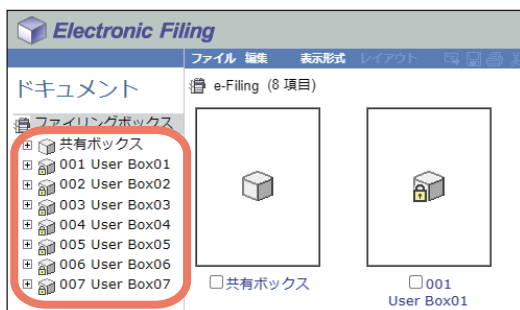 Electronic Filing
ファイル 編集 表示形式 レイアウト
ドキュメント
e-Filing (8 項目)
ファイリングボックス
共有ボックス
001 User Box01
002 User Box02
003 User Box03
004 User Box04
005 User Box05
006 User Box06
007 User Box07
共有ボックス
001
User Box01